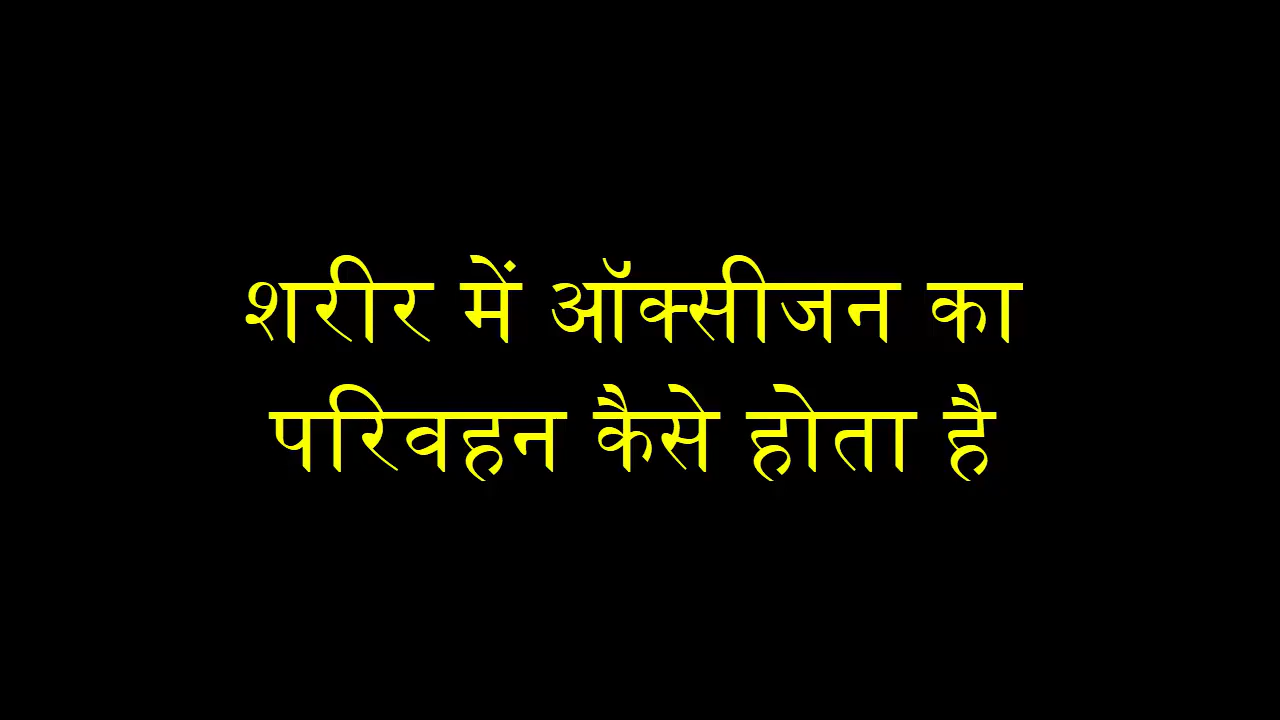 शरीर में ऑक्सीजन का
परिवहन कैसे होता है